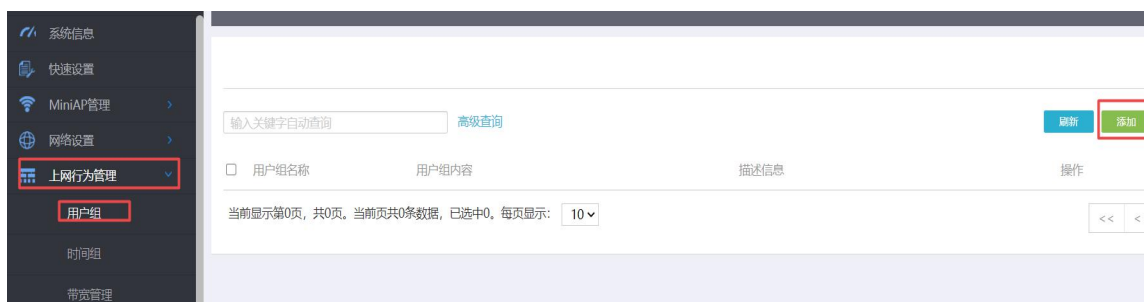 系统信息
快速设置
MiniAP管理
网络设置
上网行为管理
用户组
时间组
带宽管理
输入关键字自动查询 高级查询 刷新 添加
用户组名称 用户组内容 描述信息 操作
当前显示第0页，共0页。当前页共0条数据，已选中0。每页显示： 10
<< <